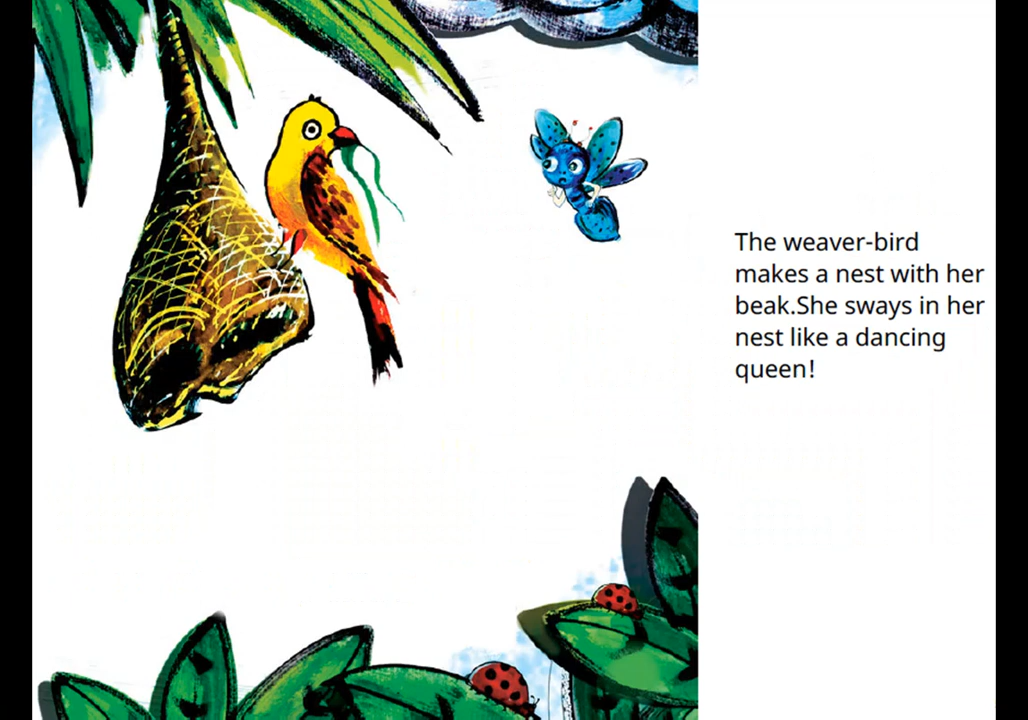 The weaver-bird
makes a nest with her
beak.She sways in her
nest like a dancing
queen!